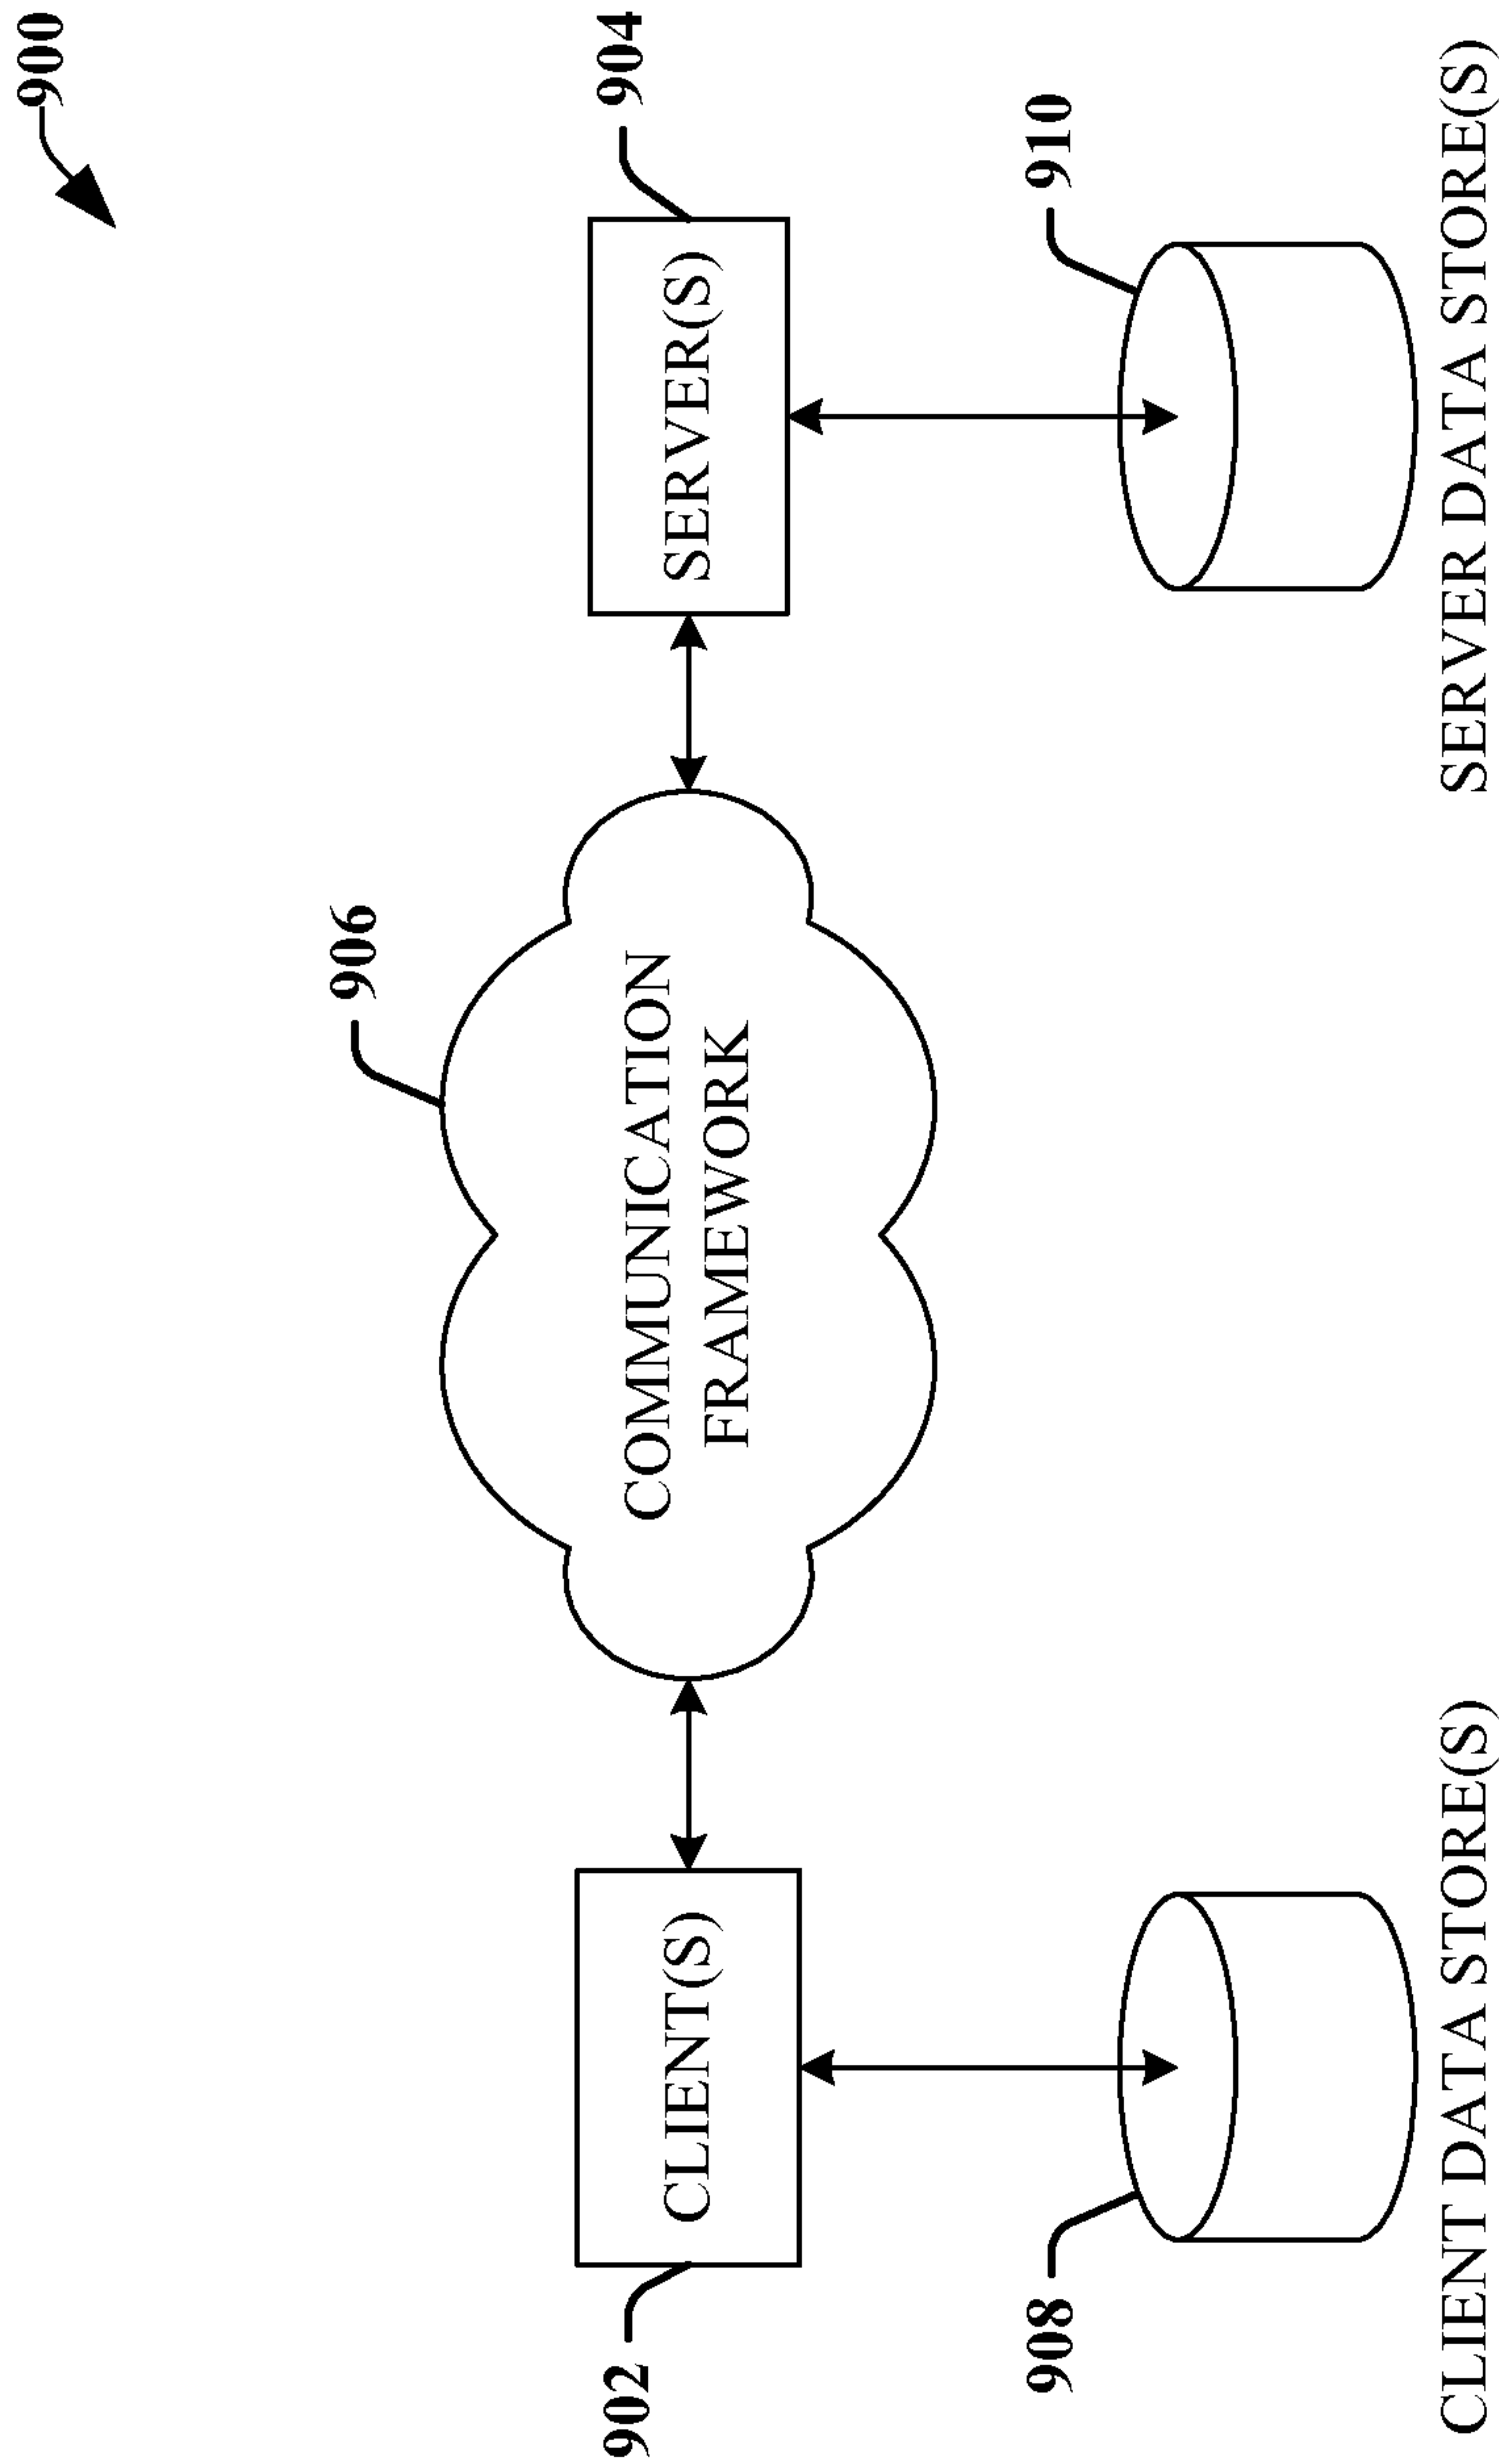 900
906
902
CLIENT(S)
COMMUNICATION
FRAMEWORK
SERVER(S)
904
908
910
CLIENT DATA STORE(S)
SERVER DATA STORE(S)